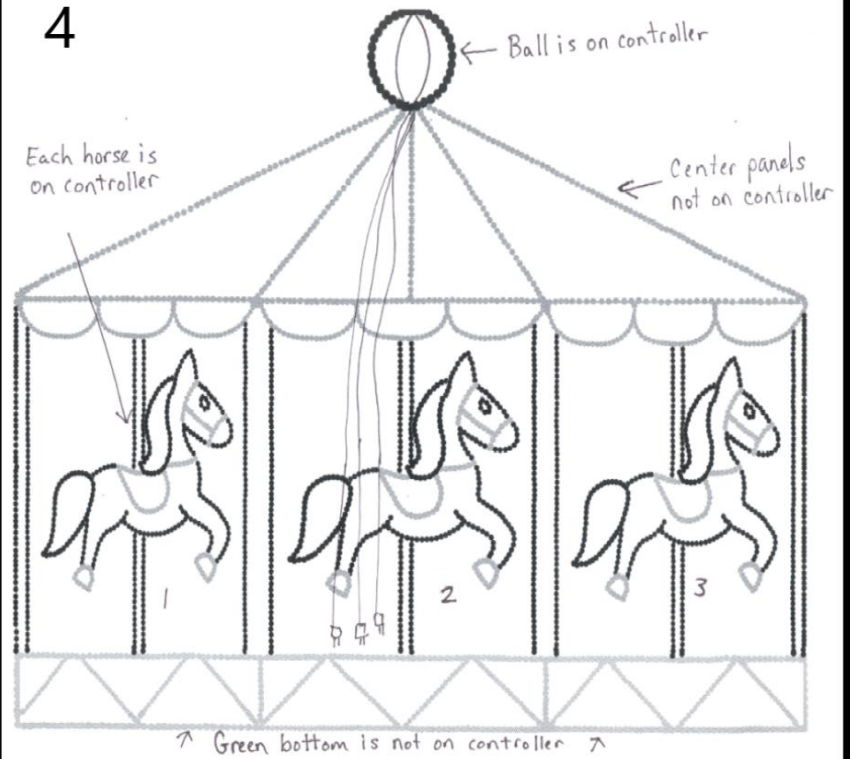 4
Ball is on controller
Each horse is
on controller
Center panels
not on controller
1
2
3
Green bottom is not on controller